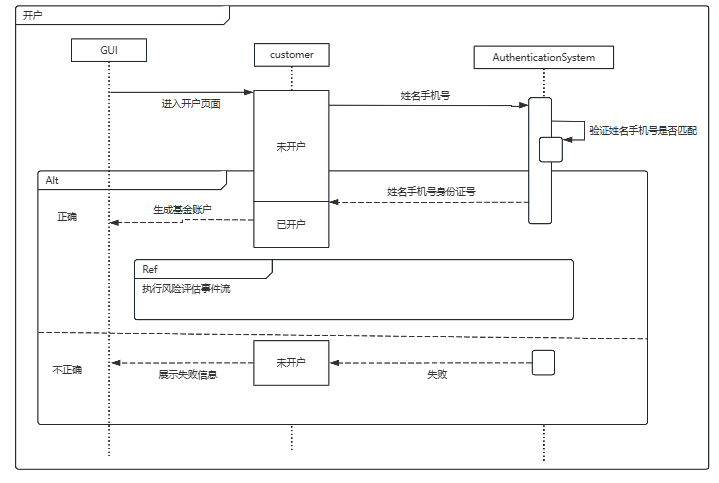 开户
GUI
customer
AuthenticationSystem
进入开户页面
姓名手机号
验证姓名手机号是否匹配
未开户
Alt
正确
生成基金账户
姓名手机号身份证号
已开户
Ref
执行风险评估事件流
不正确
未开户
展示失败信息
失败